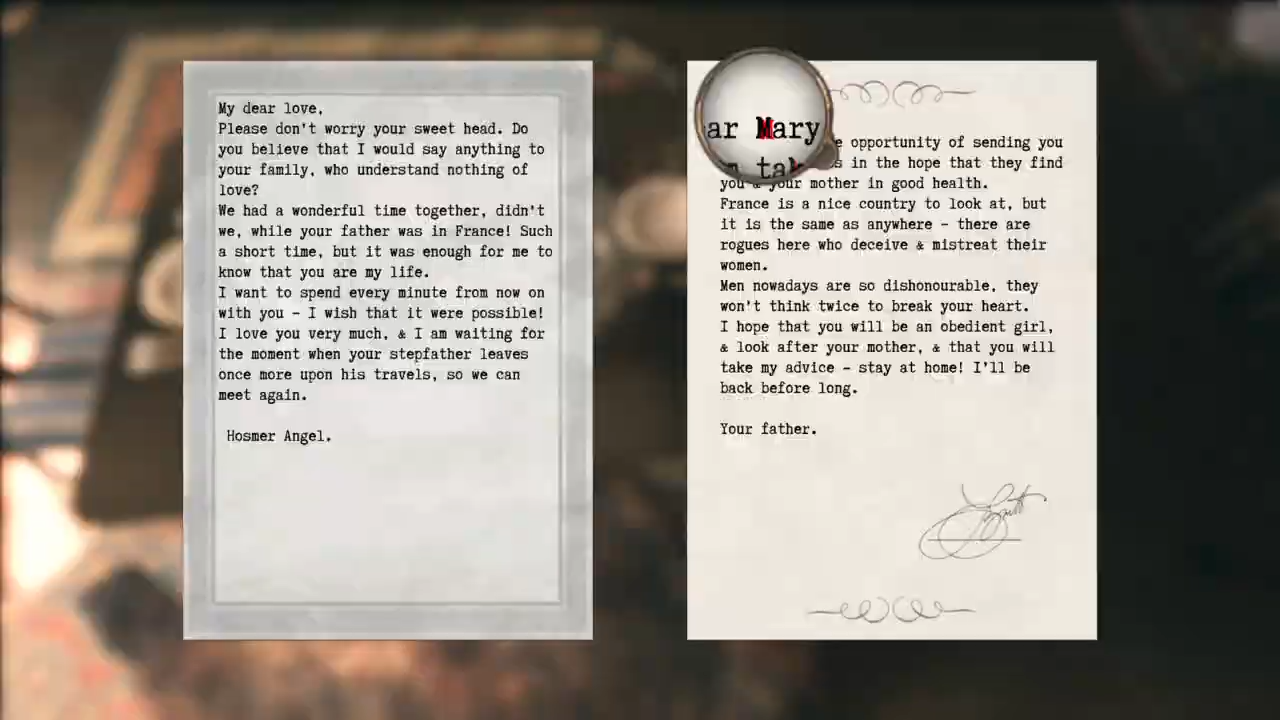 My dear love,
Please don't worry your sweet head. Do
you believe that I would say anything to
your family, who understand nothing of
love?
We had a wonderful time together, didn't
we, while your father was in France! Such
a short time, but it was enough for me to
know that you are my life.
I want to spend every minute from now on
with you - I wish that it were possible!
I love you very much, & I am waiting for
the moment when your stepfather leaves
once more upon his travels, so we can
meet again.
Hosmer Angel.
ar Mary
opportunity of sending you
in the hope that they find
you & your mother in good health.
France is a nice country to look at, but
it is the same as anywhere - there are
rogues here who deceive & mistreat their
women.
Men nowadays are so dishonourable, they
won't think twice to break your heart.
I hope that you will be an obedient girl,
& look after your mother, & that you will
take my advice - stay at home! I'll be
back before long.
Your father.